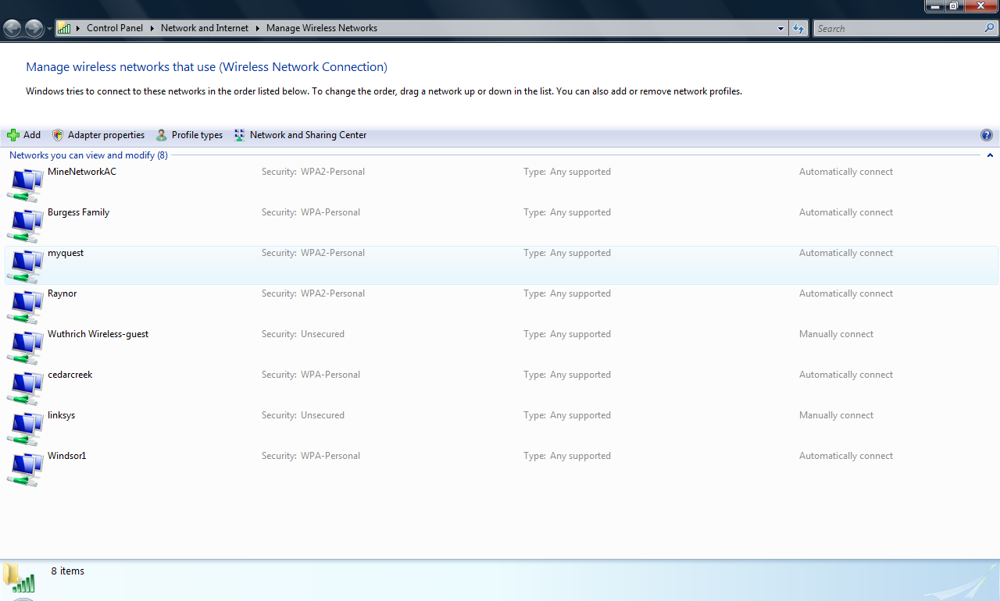 Control Panel Network and Internet Manage Wireless Networks Search
Manage wireless networks that use (Wireless Network Connection)
Windows tries to connect to these networks in the order listed below. To change the order, drag a network up or down in the list. You can also add or remove network profiles.
Add Adapter properties Profile types Network and Sharing Center ?
Networks you can view and modify (8)
MineNetworkAC Security: WPA2-Personal Type: Any supported Automatically connect
Burgess Family Security: WPA-Personal Type: Any supported Automatically connect
myquest Security: WPA2-Personal Type: Any supported Automatically connect
Raynor Security: WPA2-Personal Type: Any supported Automatically connect
Wuthrich Wireless-guest Security: Unsecured Type: Any supported Manually connect
cedarcreek Security: WPA-Personal Type: Any supported Automatically connect
linksys Security: Unsecured Type: Any supported Manually connect
Windsor1 Security: WPA-Personal Type: Any supported Automatically connect
8 items